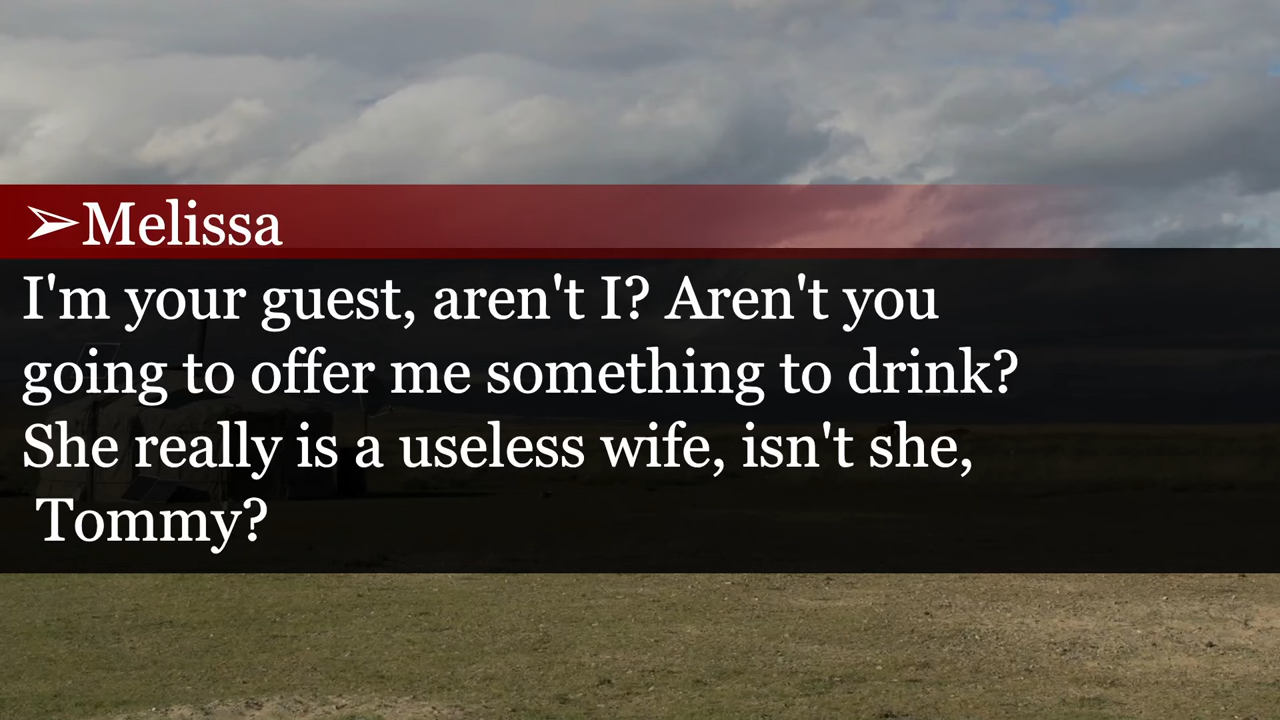 ➢Melissa
I'm your guest, aren't I? Aren't you
going to offer me something to drink?
She really is a useless wife, isn't she,
Tommy?